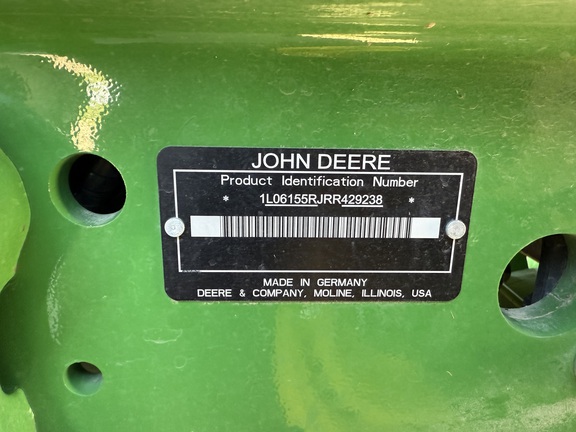 JOHN DEERE
Product Identification Number
* 1L06155RJRR429238 *
MADE IN GERMANY
DEERE & COMPANY, MOLINE, ILLINOIS, USA